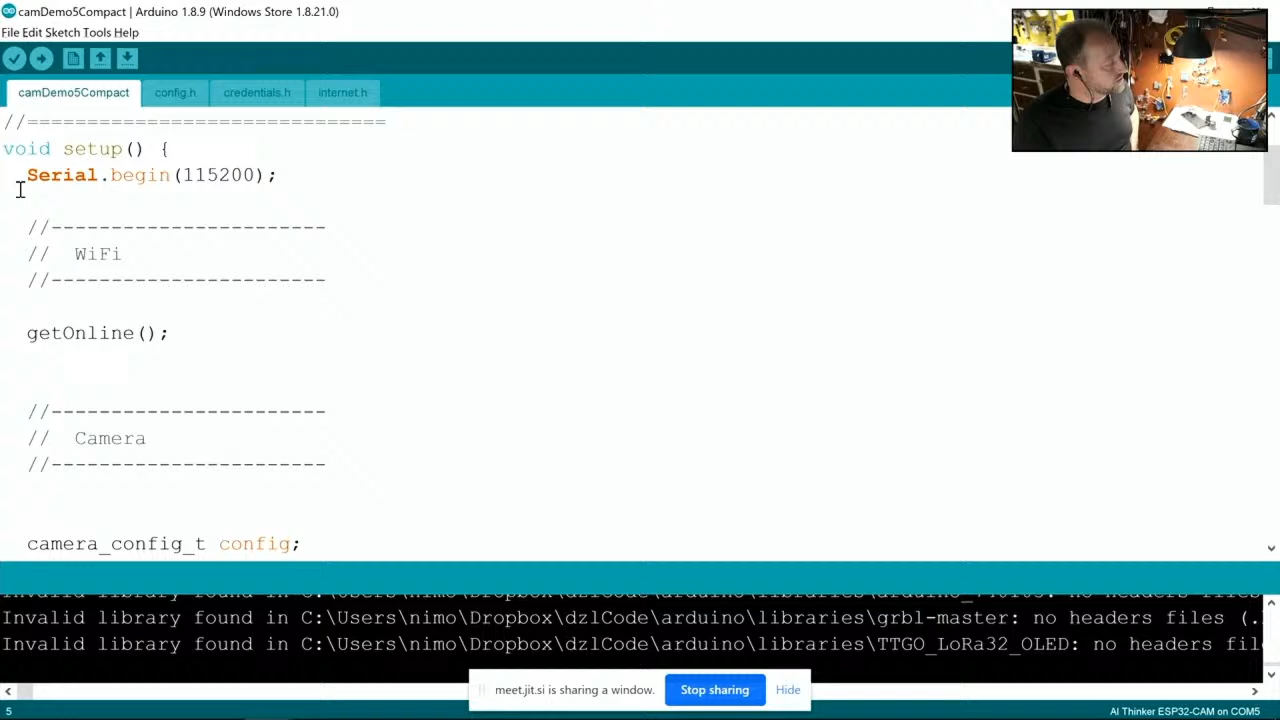 camDemo5Compact | Arduino 1.8.9 (Windows Store 1.8.21.0)
File Edit Sketch Tools Help
camDemo5Compact config.h credentials.h internet.h
//==============================
void setup() {
Serial.begin(115200);
//-----------------------
// WiFi
//-----------------------
getOnline();
//-----------------------
// Camera
//-----------------------
camera_config_t config;
Invalid library found in C:\Users\nimo\Dropbox\dzlCode\arduino\libraries\grbl-master: no headers files (.
Invalid library found in C:\Users\nimo\Dropbox\dzlCode\arduino\libraries\TTGO_LoRa32_OLED: no headers fil
meet.jit.si is sharing a window. Stop sharing Hide
5 AI Thinker ESP32-CAM on COM5